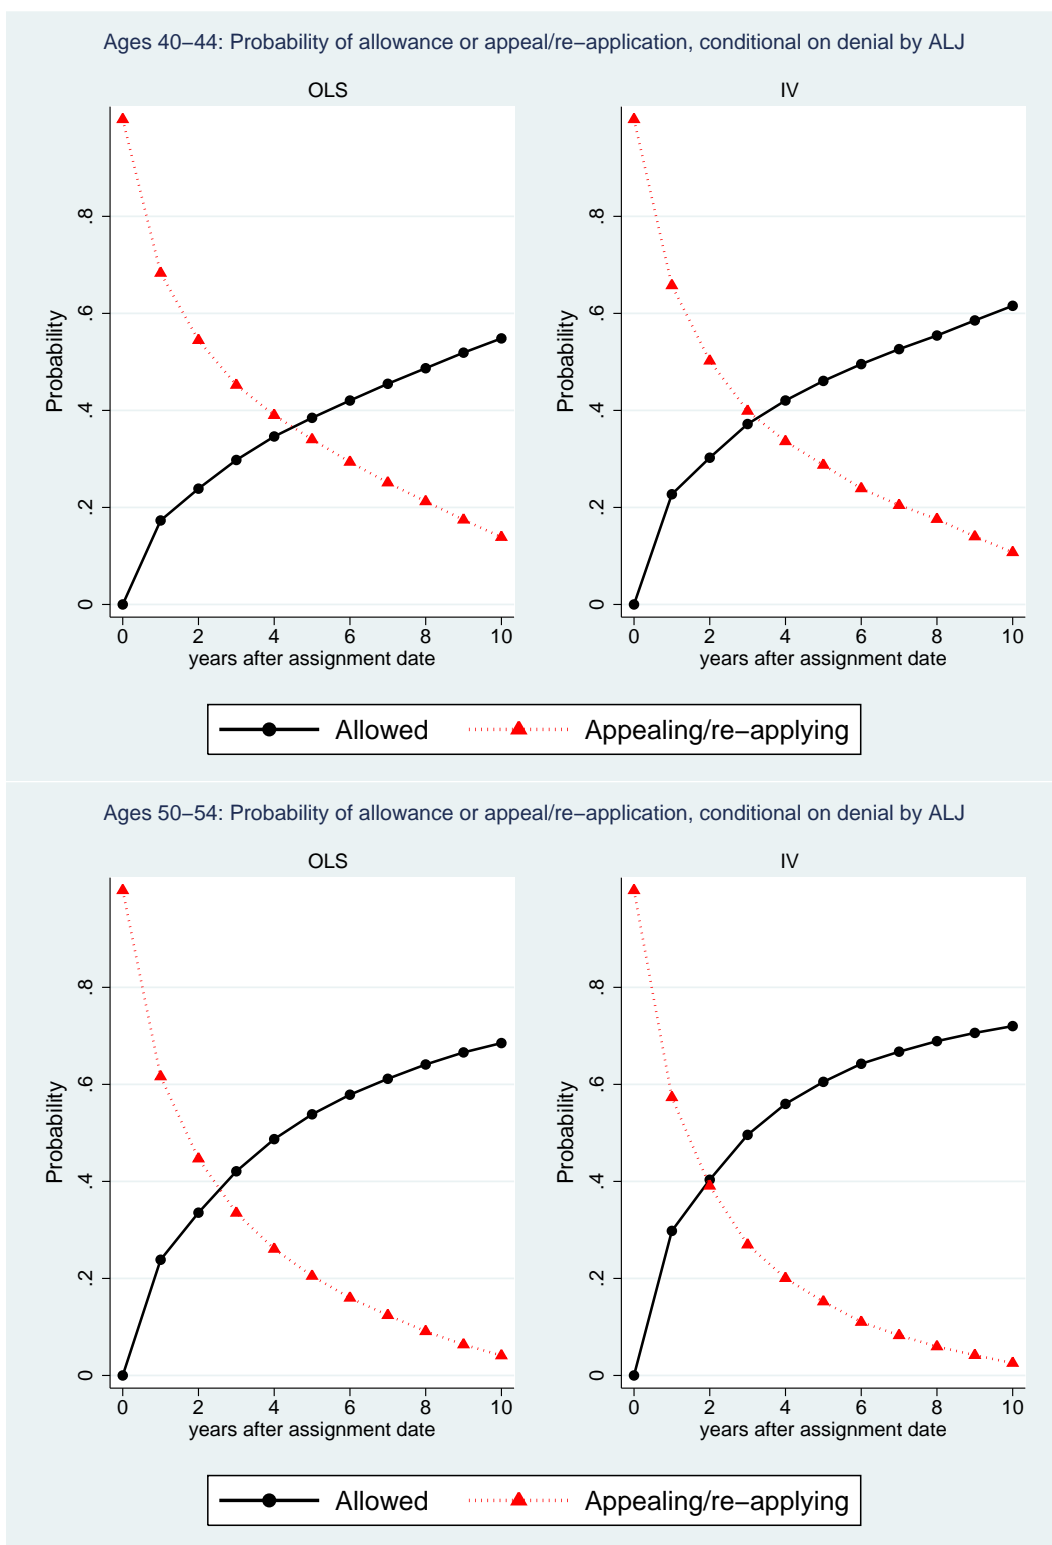 Ages 40−44: Probability of allowance or appeal/re−application, conditional on denial by ALJ
OLS
IV
Probability
0 .2 .4 .6 .8
0 2 4 6 8 10
years after assignment date
Probability
0 .2 .4 .6 .8
0 2 4 6 8 10
years after assignment date
Allowed Appealing/re−applying
Ages 50−54: Probability of allowance or appeal/re−application, conditional on denial by ALJ
OLS
IV
Probability
0 .2 .4 .6 .8
0 2 4 6 8 10
years after assignment date
Probability
0 .2 .4 .6 .8
0 2 4 6 8 10
years after assignment date
Allowed Appealing/re−applying